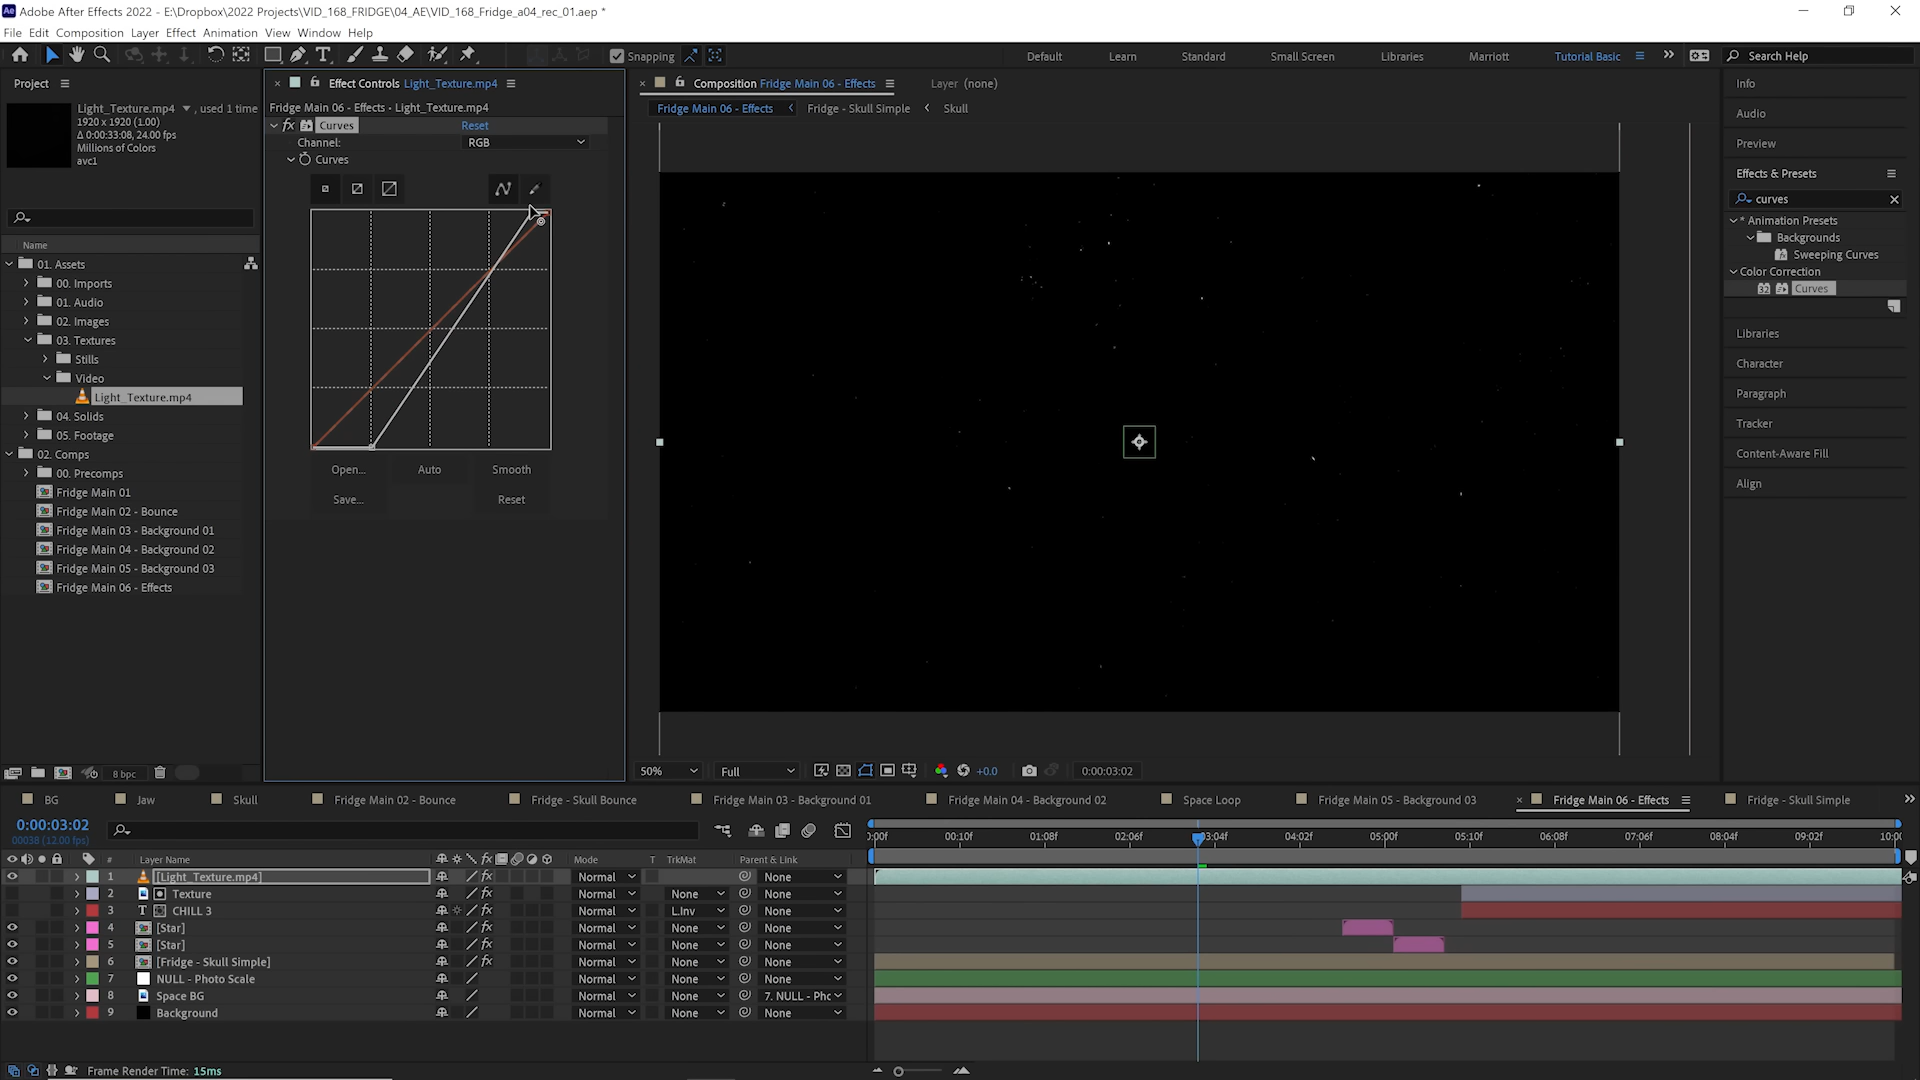 Adobe After Effects 2022 - E:\Dropbox\2022 Projects\VID_168_FRIDGE\04_AE\VID_168_Fridge_a04_rec_01.aep *
File Edit Composition Layer Effect Animation View Window Help
Snapping
Default Learn Standard Small Screen Libraries Marriott Tutorial Basic Search Help
Project
Light_Texture.mp4 , used 1 time
1920 x 1920 (1.00)
Δ 0:00:33:08, 24.00 fps
Millions of Colors
avc1
Name
01. Assets
00. Imports
01. Audio
02. Images
03. Textures
Stills
Video
Light_Texture.mp4
04. Solids
05. Footage
02. Comps
00. Precomps
Fridge Main 01
Fridge Main 02 - Bounce
Fridge Main 03 - Background 01
Fridge Main 04 - Background 02
Fridge Main 05 - Background 03
Fridge Main 06 - Effects
8 bpc
Effect Controls Light_Texture.mp4
Fridge Main 06 - Effects • Light_Texture.mp4
fx Curves Reset
Channel: RGB
Curves
Open... Auto Smooth
Save... Reset
Composition Fridge Main 06 - Effects Layer (none)
Fridge Main 06 - Effects Fridge - Skull Simple Skull
50% Full +0.0 0:00:03:02
Info
Audio
Preview
Effects & Presets
curves
* Animation Presets
Backgrounds
Sweeping Curves
Color Correction
32 Curves
Libraries
Character
Paragraph
Tracker
Content-Aware Fill
Align
BG Jaw Skull Fridge Main 02 - Bounce Fridge - Skull Bounce Fridge Main 03 - Background 01 Fridge Main 04 - Background 02 Space Loop Fridge Main 05 - Background 03 Fridge Main 06 - Effects Fridge - Skull Simple
0:00:03:02
00038 (12.00 fps)
):00f 00:10f 01:08f 02:06f 03:04f 04:02f 05:00f 05:10f 06:08f 07:06f 08:04f 09:02f 10:0(
# Layer Name fx Mode T TrkMat Parent & Link
1 [Light_Texture.mp4] fx Normal None
2 Texture fx Normal None None
3 T CHILL 3 fx Normal L.Inv None
4 [Star] fx Normal None None
5 [Star] fx Normal None None
6 [Fridge - Skull Simple] fx Normal None None
7 NULL - Photo Scale Normal None None
8 Space BG Normal None 7. NULL - Phc
9 Background Normal None None
Frame Render Time: 15ms